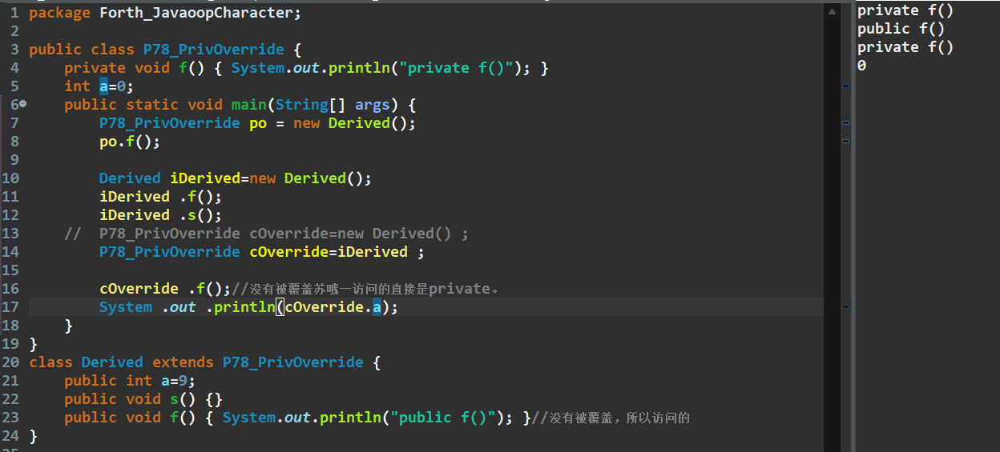 1 package Forth_JavaoopCharacter;
2
3 public class P78_PrivOverride {
4 private void f() { System.out.println("private f()"); }
5 int a=0;
6 public static void main(String[] args) {
7 P78_PrivOverride po = new Derived();
8 po.f();
9
10 Derived iDerived=new Derived();
11 iDerived .f();
12 iDerived .s();
13 // P78_PrivOverride cOverride=new Derived() ;
14 P78_PrivOverride cOverride=iDerived ;
15
16 cOverride .f();//没有被覆盖苏哦一访问的直接是private。
17 System .out .println(cOverride.a);
18 }
19 }
20 class Derived extends P78_PrivOverride {
21 public int a=9;
22 public void s() {}
23 public void f() { System.out.println("public f()"); }//没有被覆盖，所以访问的
24 }
private f()
public f()
private f()
0